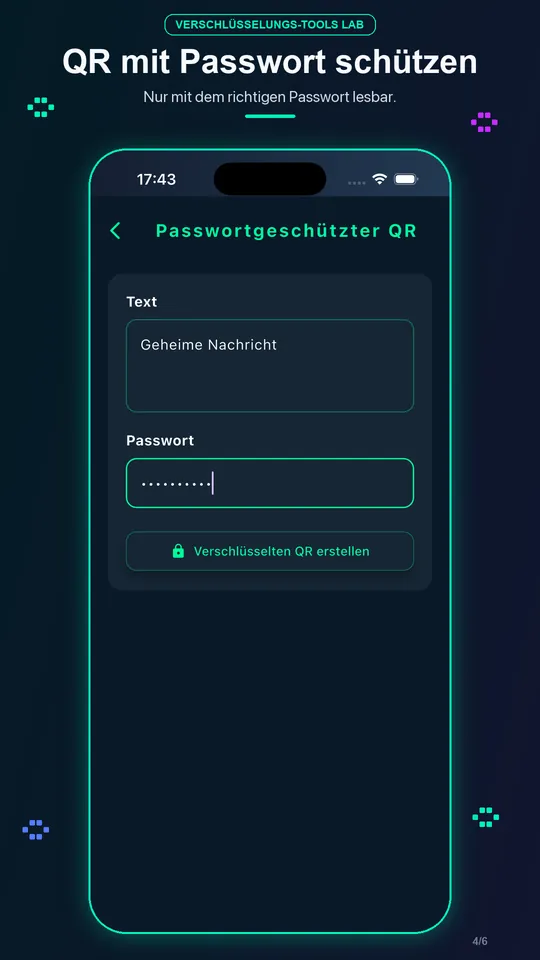 VERSCHLÜSSELUNGS-TOOLS LAB
QR mit Passwort schützen
Nur mit dem richtigen Passwort lesbar.
17:43
Passwortgeschützter QR
Text
Geheime Nachricht
Passwort
••••••••••
Verschlüsselten QR erstellen
4/6